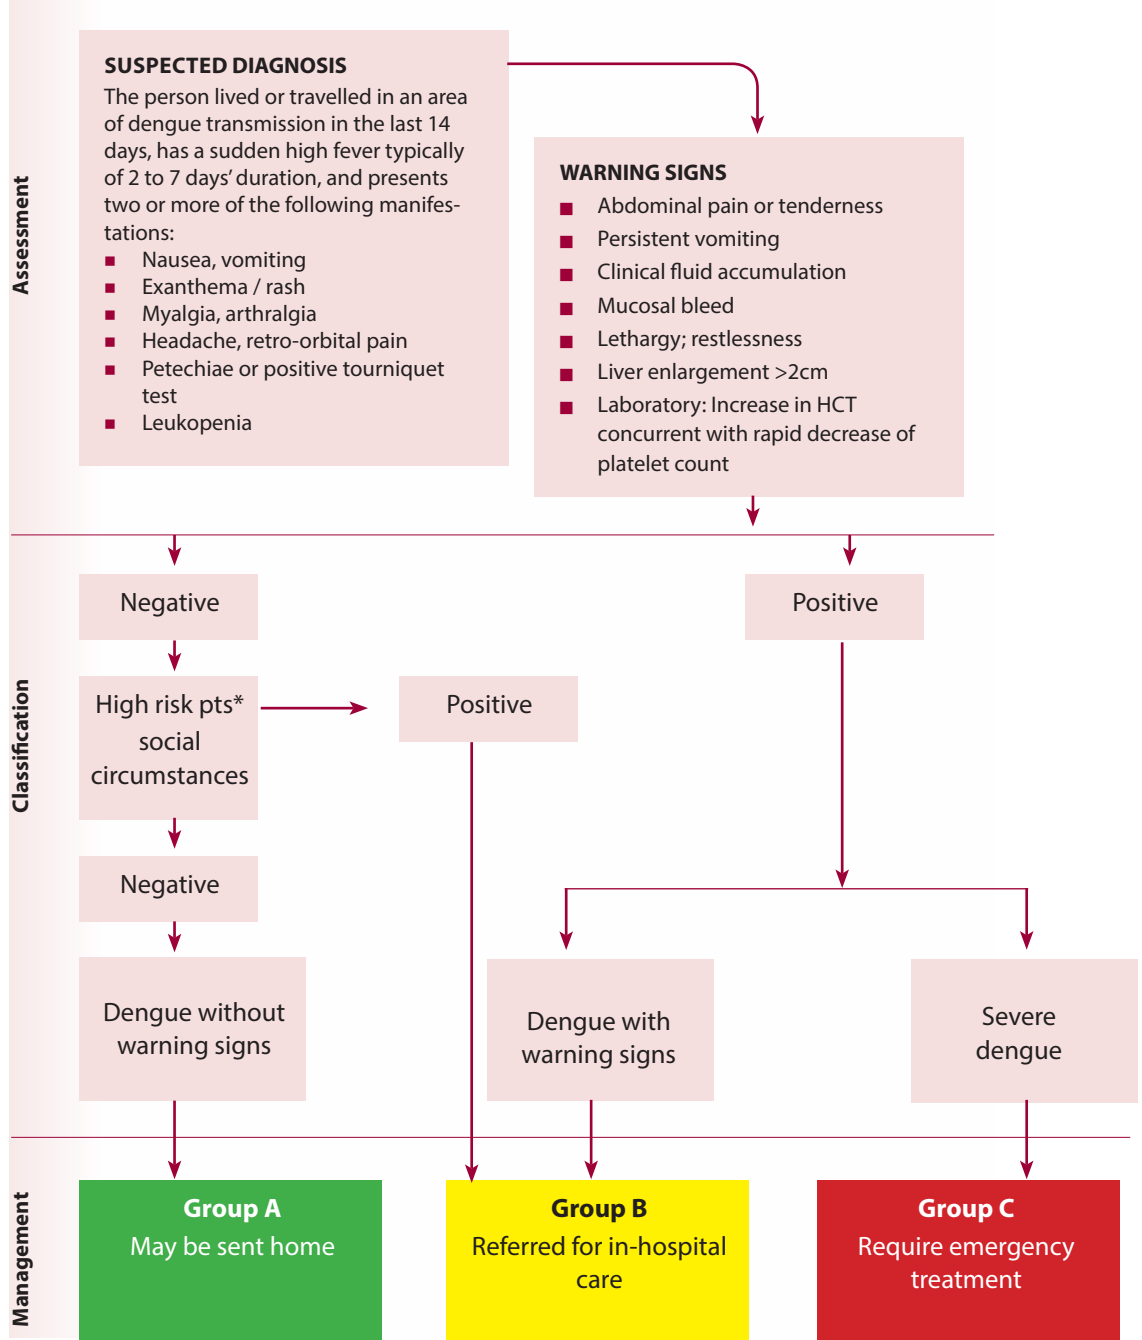 Assessment
SUSPECTED DIAGNOSIS
The person lived or travelled in an area
of dengue transmission in the last 14
days, has a sudden high fever typically
of 2 to 7 days’ duration, and presents
two or more of the following manifes-
tations:
■ Nausea, vomiting
■ Exanthema / rash
■ Myalgia, arthralgia
■ Headache, retro-orbital pain
■ Petechiae or positive tourniquet
test
■ Leukopenia
WARNING SIGNS
■ Abdominal pain or tenderness
■ Persistent vomiting
■ Clinical fluid accumulation
■ Mucosal bleed
■ Lethargy; restlessness
■ Liver enlargement >2cm
■ Laboratory: Increase in HCT
concurrent with rapid decrease of
platelet count
Classification
Negative
Positive
High risk pts*
social
circumstances
Positive
Negative
Dengue without
warning signs
Dengue with
warning signs
Severe
dengue
Management
Group A
May be sent home
Group B
Referred for in-hospital
care
Group C
Require emergency
treatment